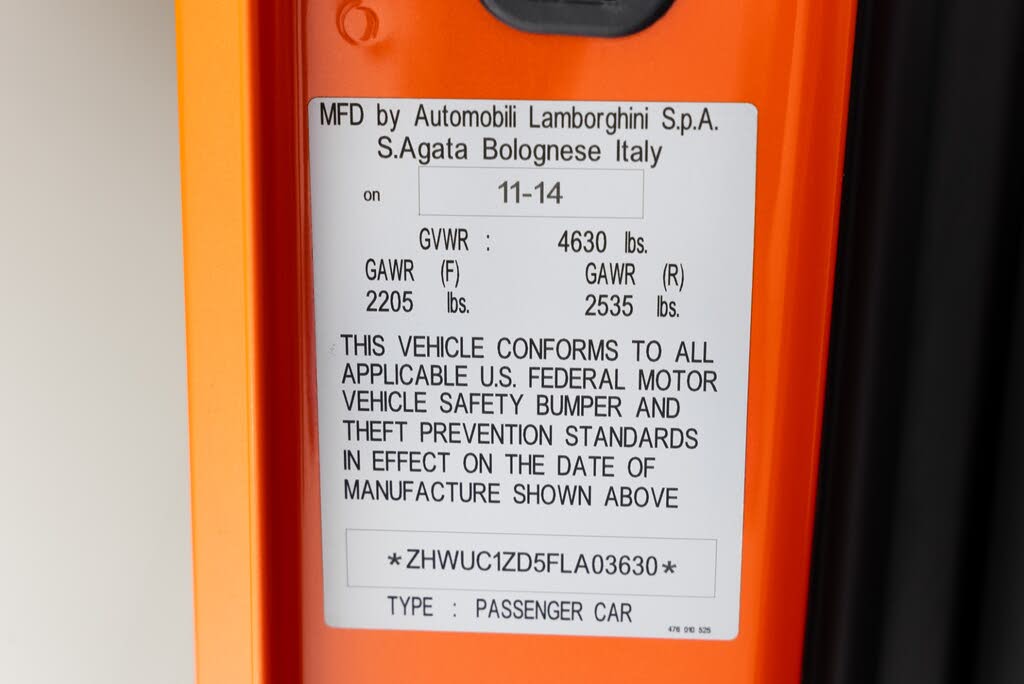 MFD by Automobili Lamborghini S.p.A.
S.Agata Bolognese Italy
on 11-14
GVWR : 4630 lbs.
GAWR (F) GAWR (R)
2205 lbs. 2535 lbs.
THIS VEHICLE CONFORMS TO ALL
APPLICABLE U.S. FEDERAL MOTOR
VEHICLE SAFETY BUMPER AND
THEFT PREVENTION STANDARDS
IN EFFECT ON THE DATE OF
MANUFACTURE SHOWN ABOVE
*ZHWUC1ZD5FLA03630*
TYPE : PASSENGER CAR
476 010 525